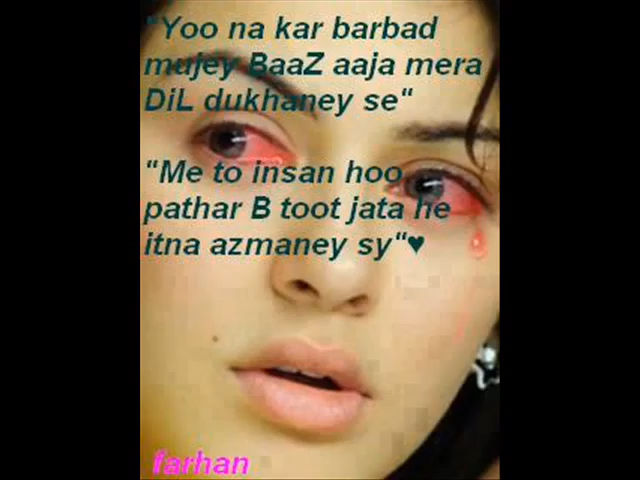 "Yoo na kar barbad
mujey BaaZ aaja mera
DiL dukhaney se"
"Me to insan hoo
pathar B toot jata he
itna azmaney sy"♥
farhan